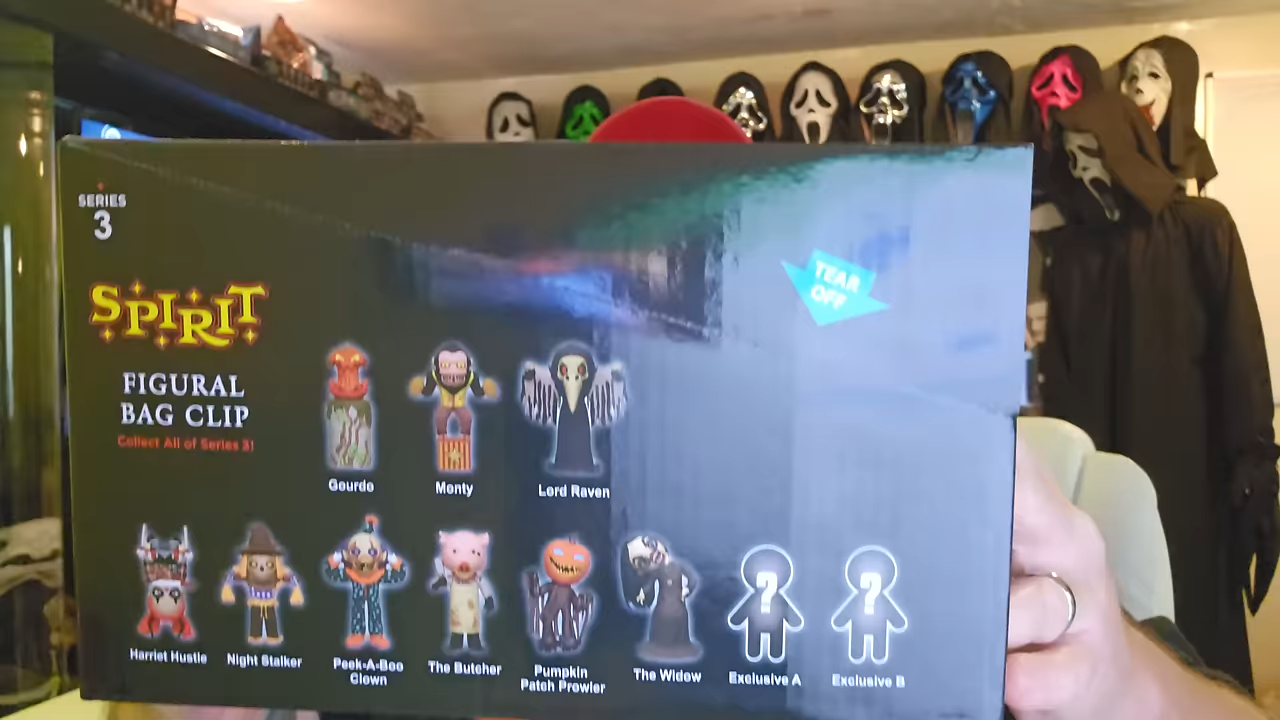 SERIES
3
SPIRIT
FIGURAL
BAG CLIP
Collect All of Series 3!
TEAR
OFF
Gourdo
Monty
Lord Raven
Harriet Hustle
Night Stalker
Peek-A-Boo
Clown
The Butcher
Pumpkin
Patch Prowler
The Widow
?
Exclusive A
?
Exclusive B